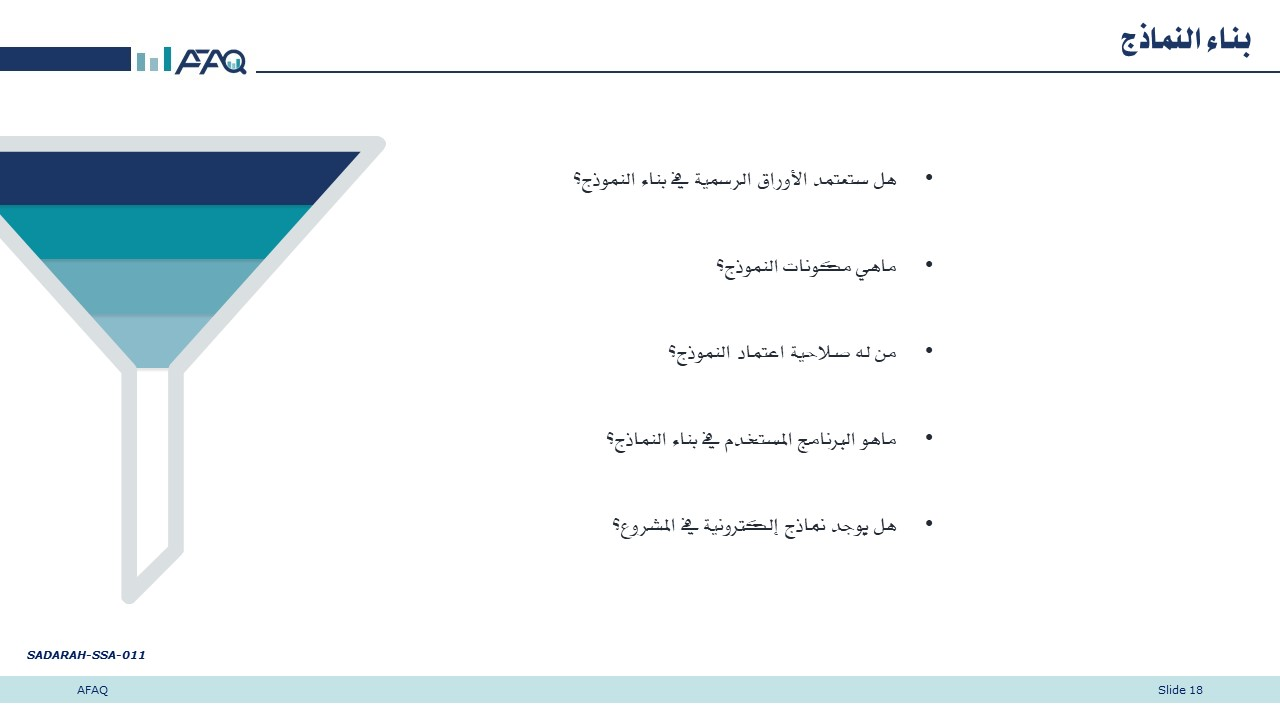 بناء النماذج
AFAQ
• هل ستعتمد الأوراق الرسمية في بناء النموذج؟
• ماهي مكونات النموذج؟
• من له صلاحية اعتماد النموذج؟
• ماهو البرنامج المستخدم في بناء النماذج؟
• هل يوجد نماذج إلكترونية في المشروع؟
SADARAH-SSA-011
AFAQ
Slide 18